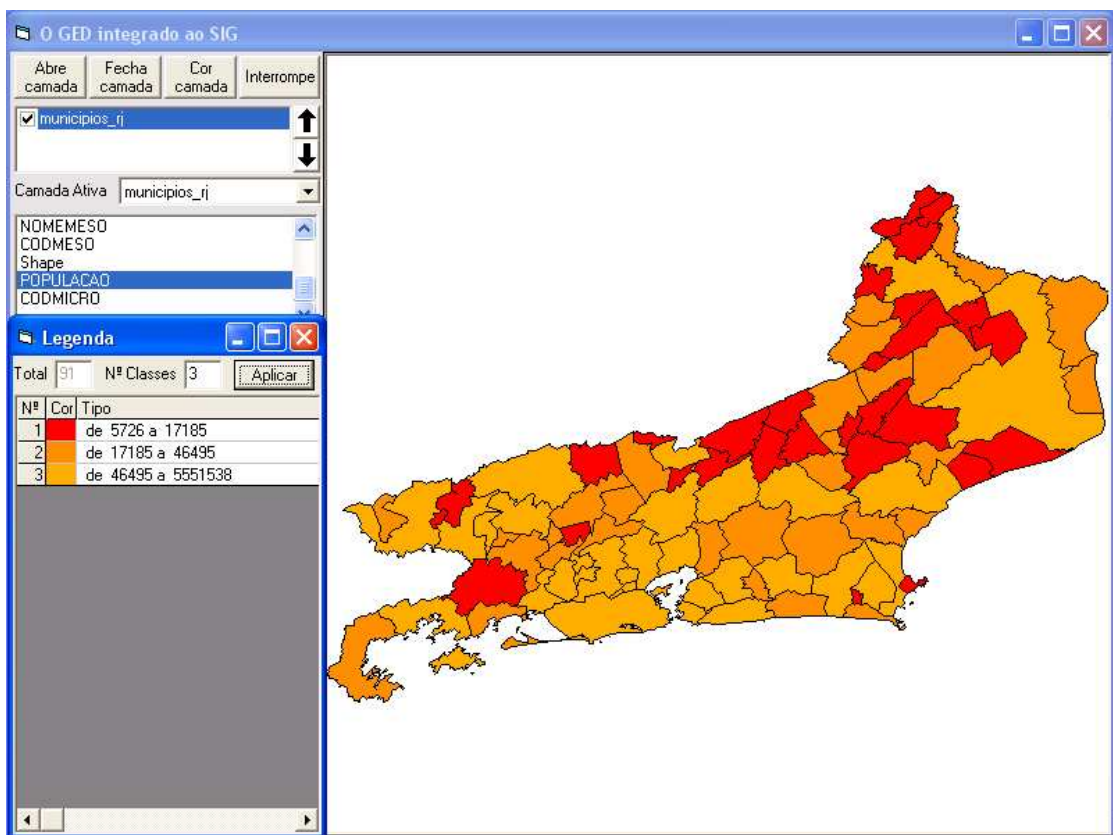 O GED integrado ao SIG
Abre camada
Fecha camada
Cor camada
Interrompe
municipios_rj
Camada Ativa municipios_rj
NOMEMESO
CODMESO
Shape
POPULACAO
CODMICRO
Legenda
Total 91 Nº Classes 3 Aplicar
Nº Cor Tipo
1 de 5726 a 17185
2 de 17185 a 46495
3 de 46495 a 5551538